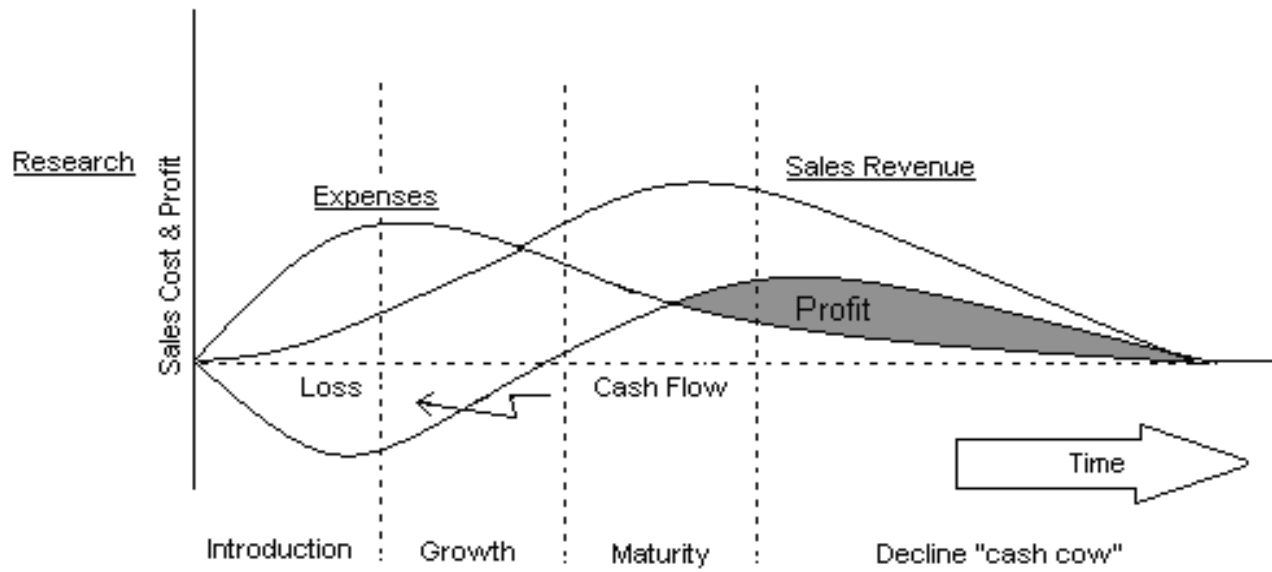 Research
Sales Cost & Profit
Expenses
Sales Revenue
Profit
Loss
Cash Flow
Time
Introduction
Growth
Maturity
Decline "cash cow"